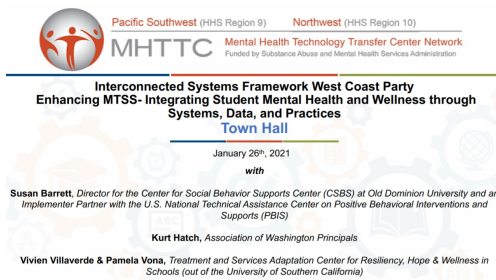 Pacific Southwest (HHS Region 9) Northwest (HHS Region 10)
MHTTC Mental Health Technology Transfer Center Network
Funded by Substance Abuse and Mental Health Services Administration
Interconnected Systems Framework West Coast Party
Enhancing MTSS- Integrating Student Mental Health and Wellness through
Systems, Data, and Practices
Town Hall
January 26th, 2021
with
Susan Barrett, Director for the Center for Social Behavior Supports Center (CSBS) at Old Dominion University and an
Implementer Partner with the U.S. National Technical Assistance Center on Positive Behavioral Interventions and
Supports (PBIS)
Kurt Hatch, Association of Washington Principals
Vivien Villaverde & Pamela Vona, Treatment and Services Adaptation Center for Resiliency, Hope & Wellness in
Schools (out of the University of Southern California)